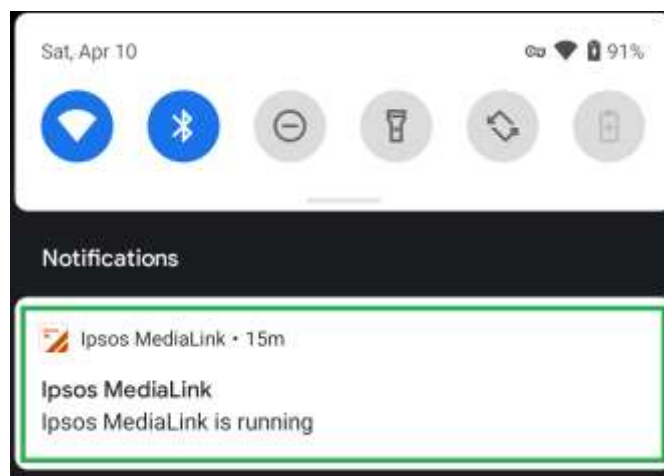 Sat, Apr 10 91%
Notifications
Ipsos MediaLink • 15m
Ipsos MediaLink
Ipsos MediaLink is running